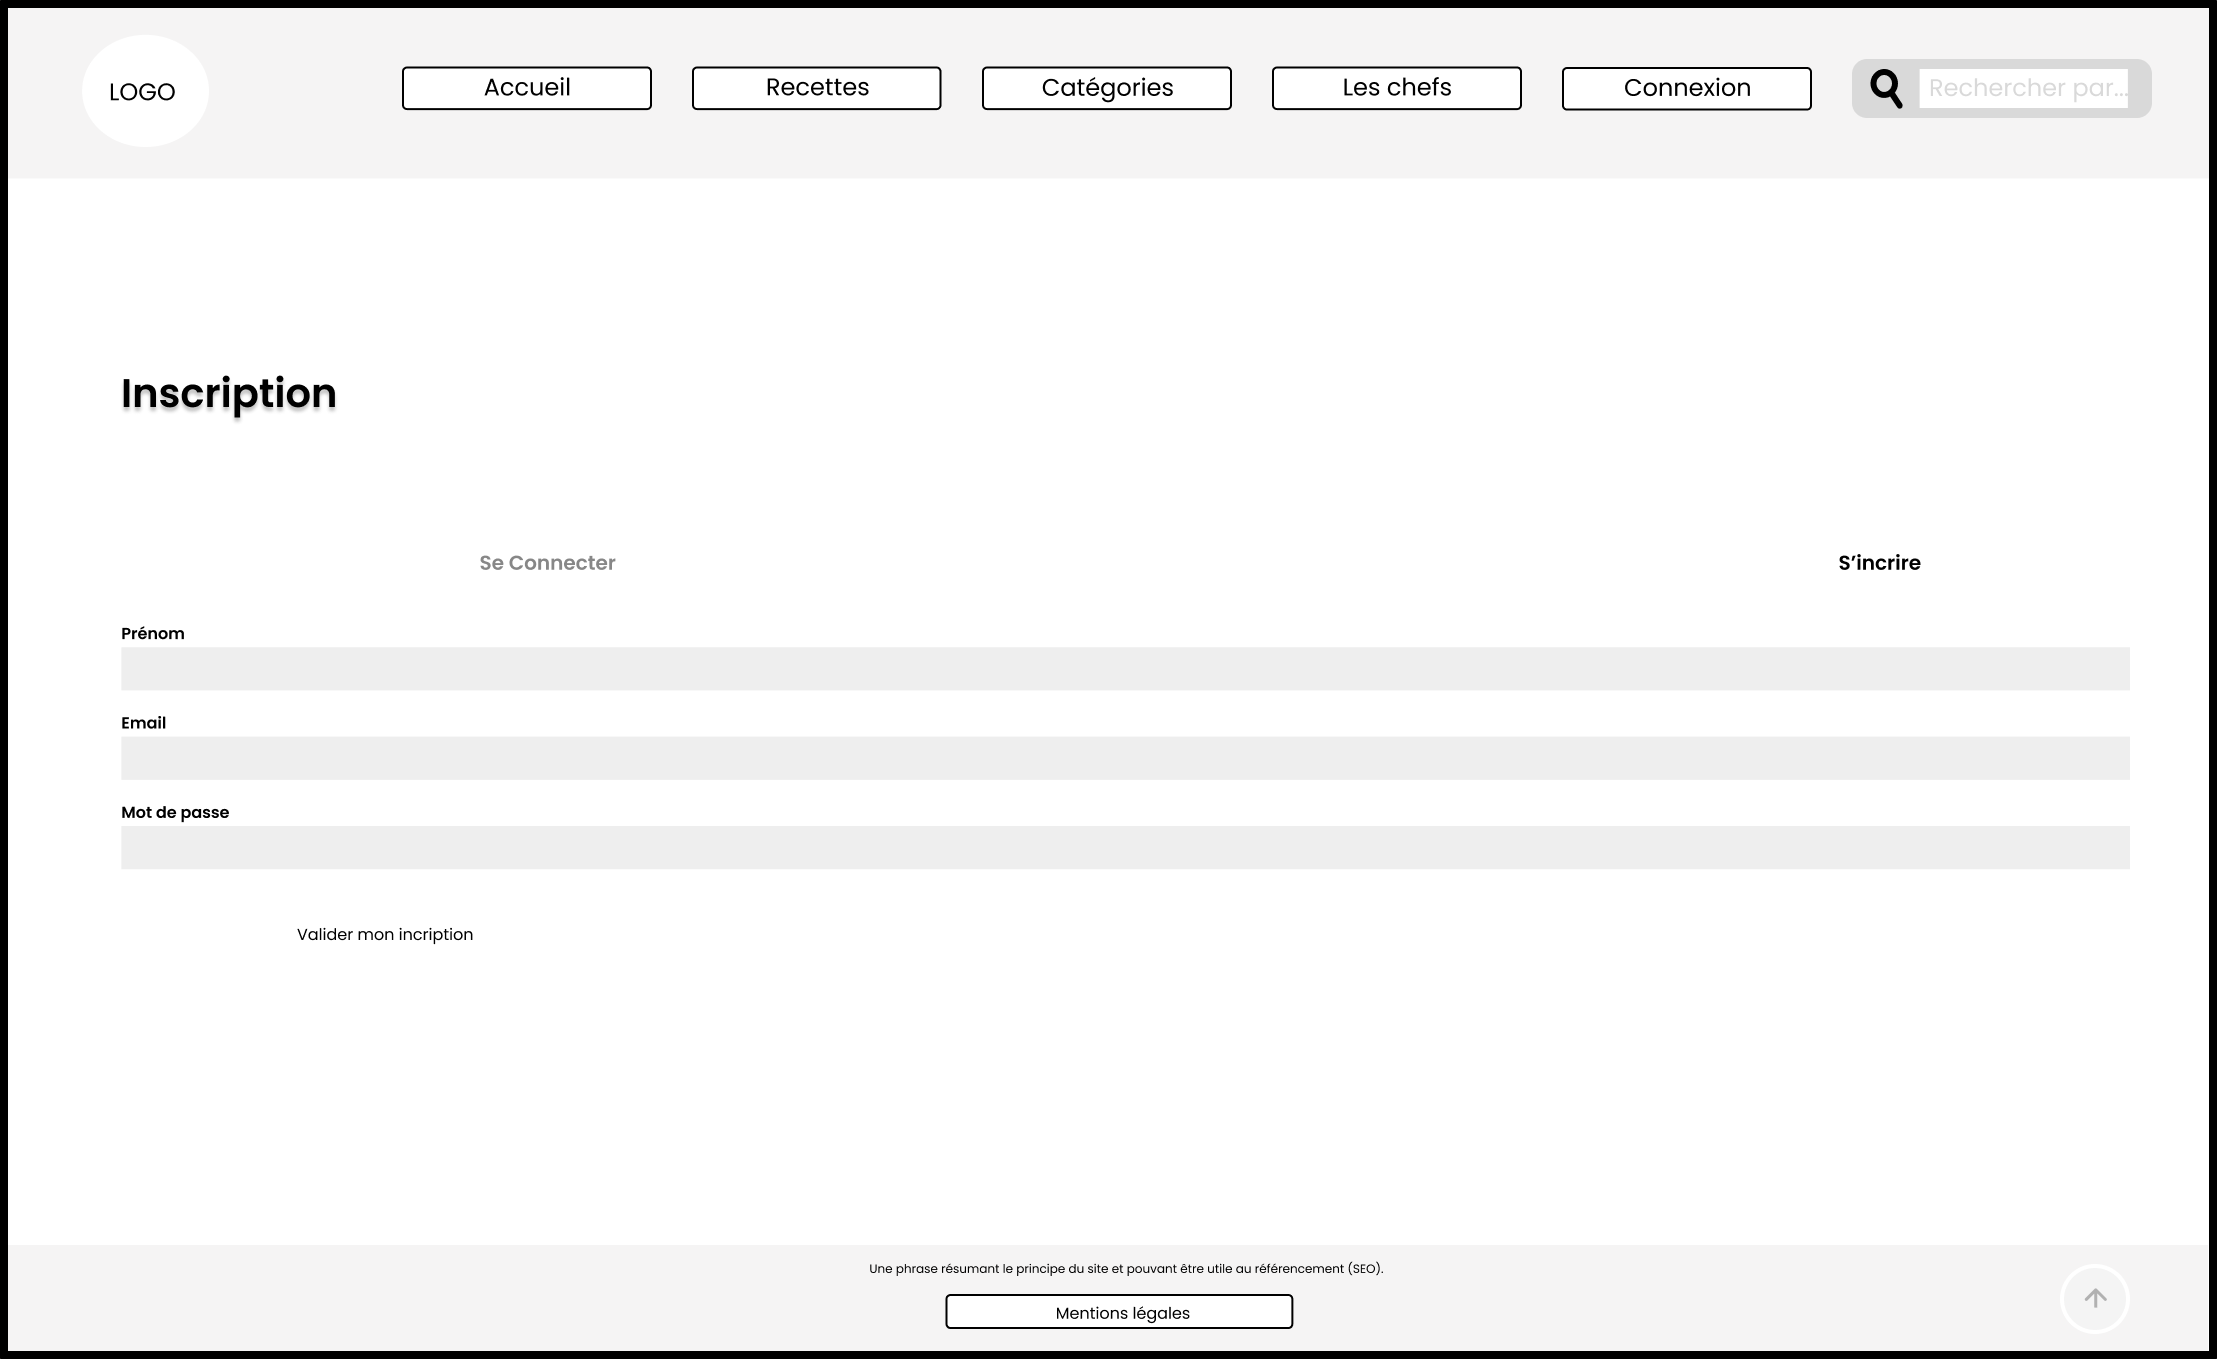 LOGO
Accueil
Recettes
Catégories
Les chefs
Connexion
Rechercher par...
Inscription
Se Connecter
S’incrire
Prénom
Email
Mot de passe
Valider mon incription
Une phrase résumant le principe du site et pouvant être utile au référencement (SEO).
Mentions légales